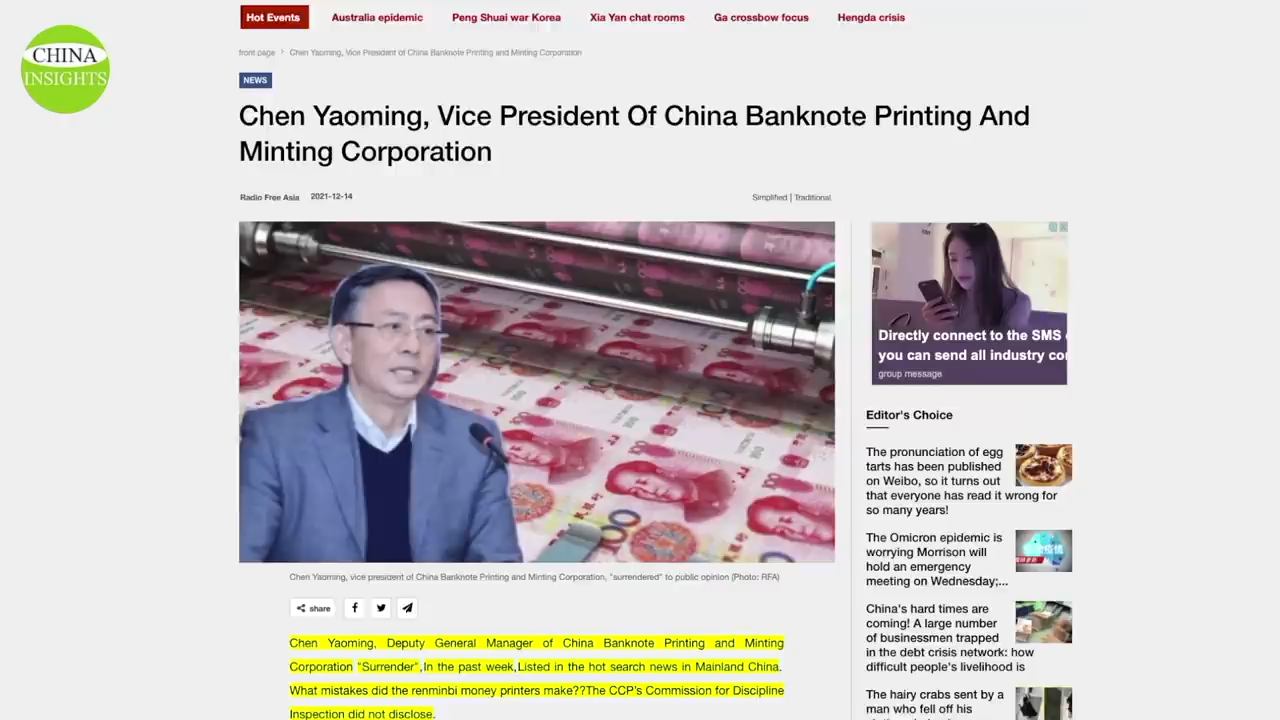 CHINA
INSIGHTS
Hot Events
Australia epidemic
Peng Shuai war Korea
Xia Yan chat rooms
Ga crossbow focus
Hengda crisis
front page > Chen Yaoming, Vice President of China Banknote Printing and Minting Corporation
NEWS
Chen Yaoming, Vice President Of China Banknote Printing And
Minting Corporation
Radio Free Asia 2021-12-14
Simplified | Traditional
Directly connect to the SMS
you can send all industry co
group message
Chen Yaoming, vice president of China Banknote Printing and Minting Corporation, "surrendered" to public opinion (Photo: RFA)
share
Chen Yaoming, Deputy General Manager of China Banknote Printing and Minting
Corporation "Surrender",In the past week,Listed in the hot search news in Mainland China.
What mistakes did the renminbi money printers make??The CCP's Commission for Discipline
Inspection did not disclose.
Editor's Choice
The pronunciation of egg
tarts has been published
on Weibo, so it turns out
that everyone has read it wrong for
so many years!
The Omicron epidemic is
worrying Morrison will
hold an emergency
meeting on Wednesday;...
China's hard times are
coming! A large number
of businessmen trapped
in the debt crisis network: how
difficult people's livelihood is
The hairy crabs sent by a
man who fell off his